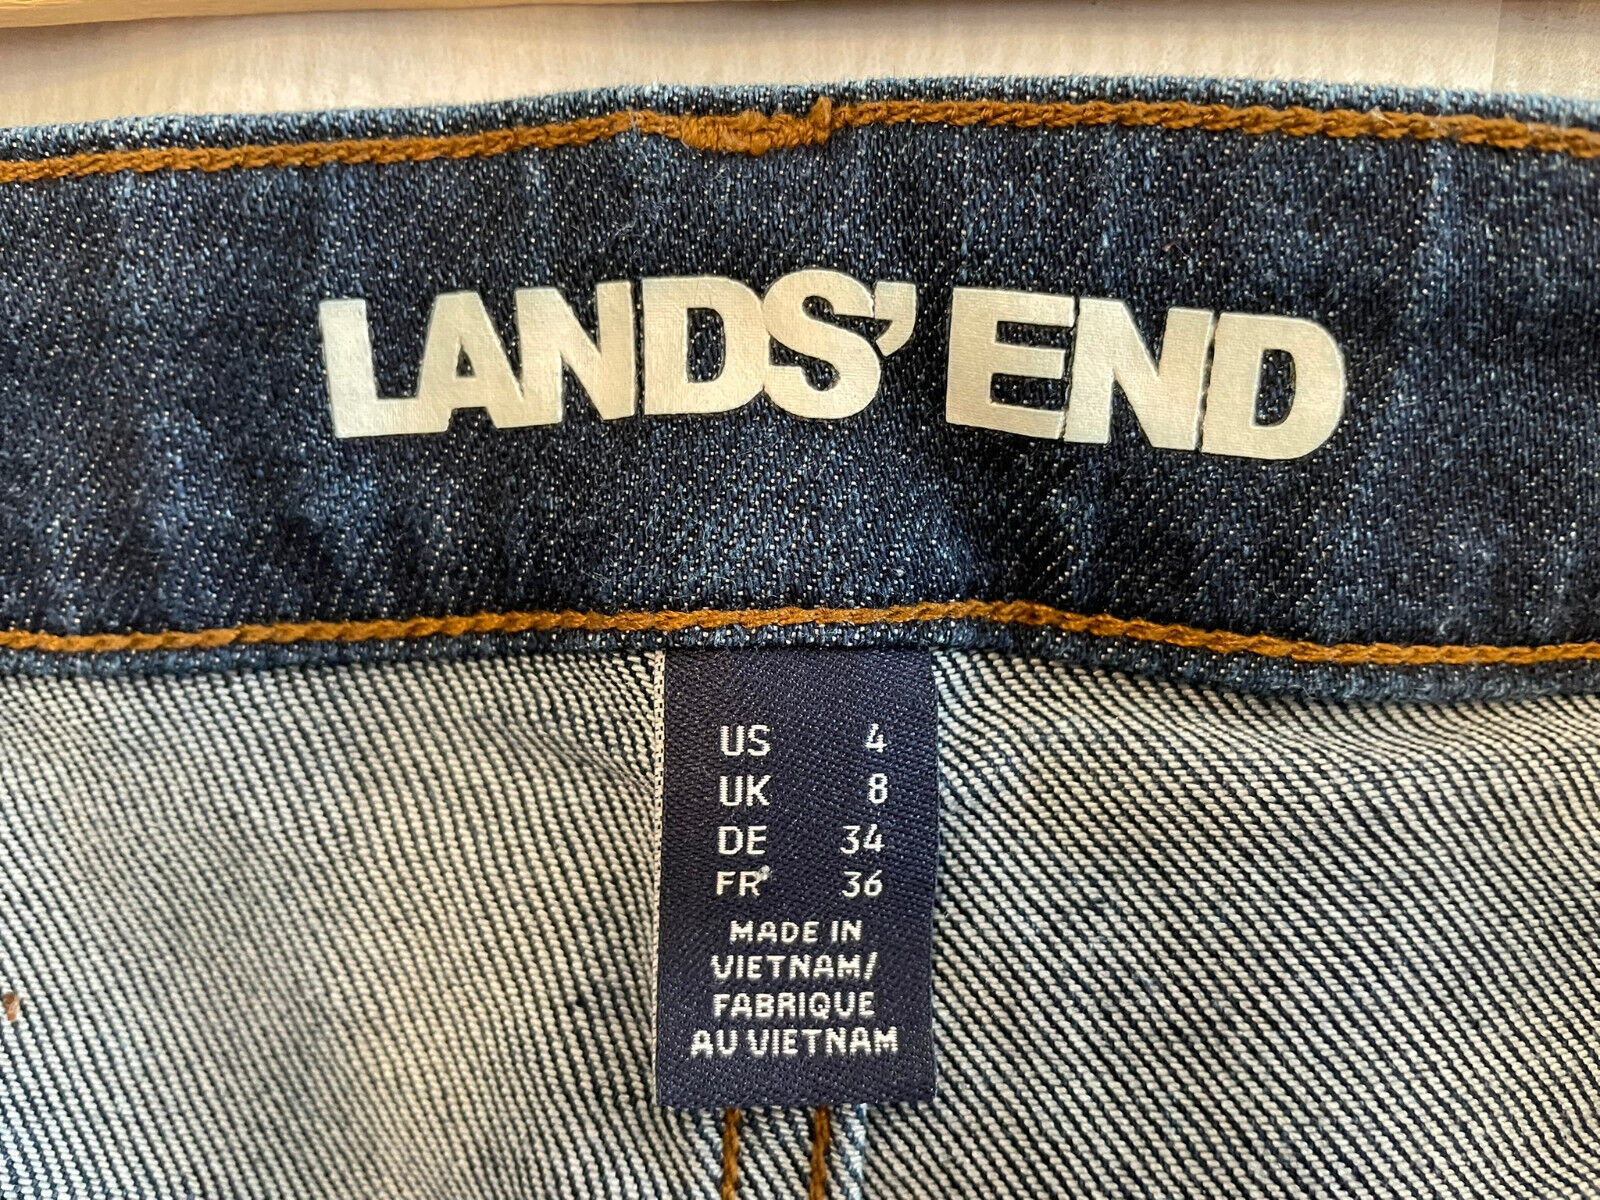 LANDS' END
US 4
UK 8
DE 34
FR 36
MADE IN
VIETNAM/
FABRIQUE
AU VIETNAM